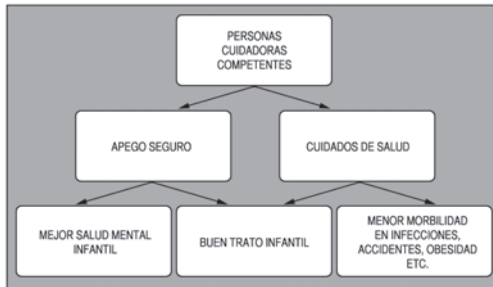 PERSONAS
CUIDADORAS
COMPETENTES
APEGO SEGURO
CUIDADOS DE SALUD
MEJOR SALUD MENTAL
INFANTIL
BUEN TRATO INFANTIL
MENOR MORBILIDAD
EN INFECCIONES,
ACCIDENTES, OBESIDAD
ETC.